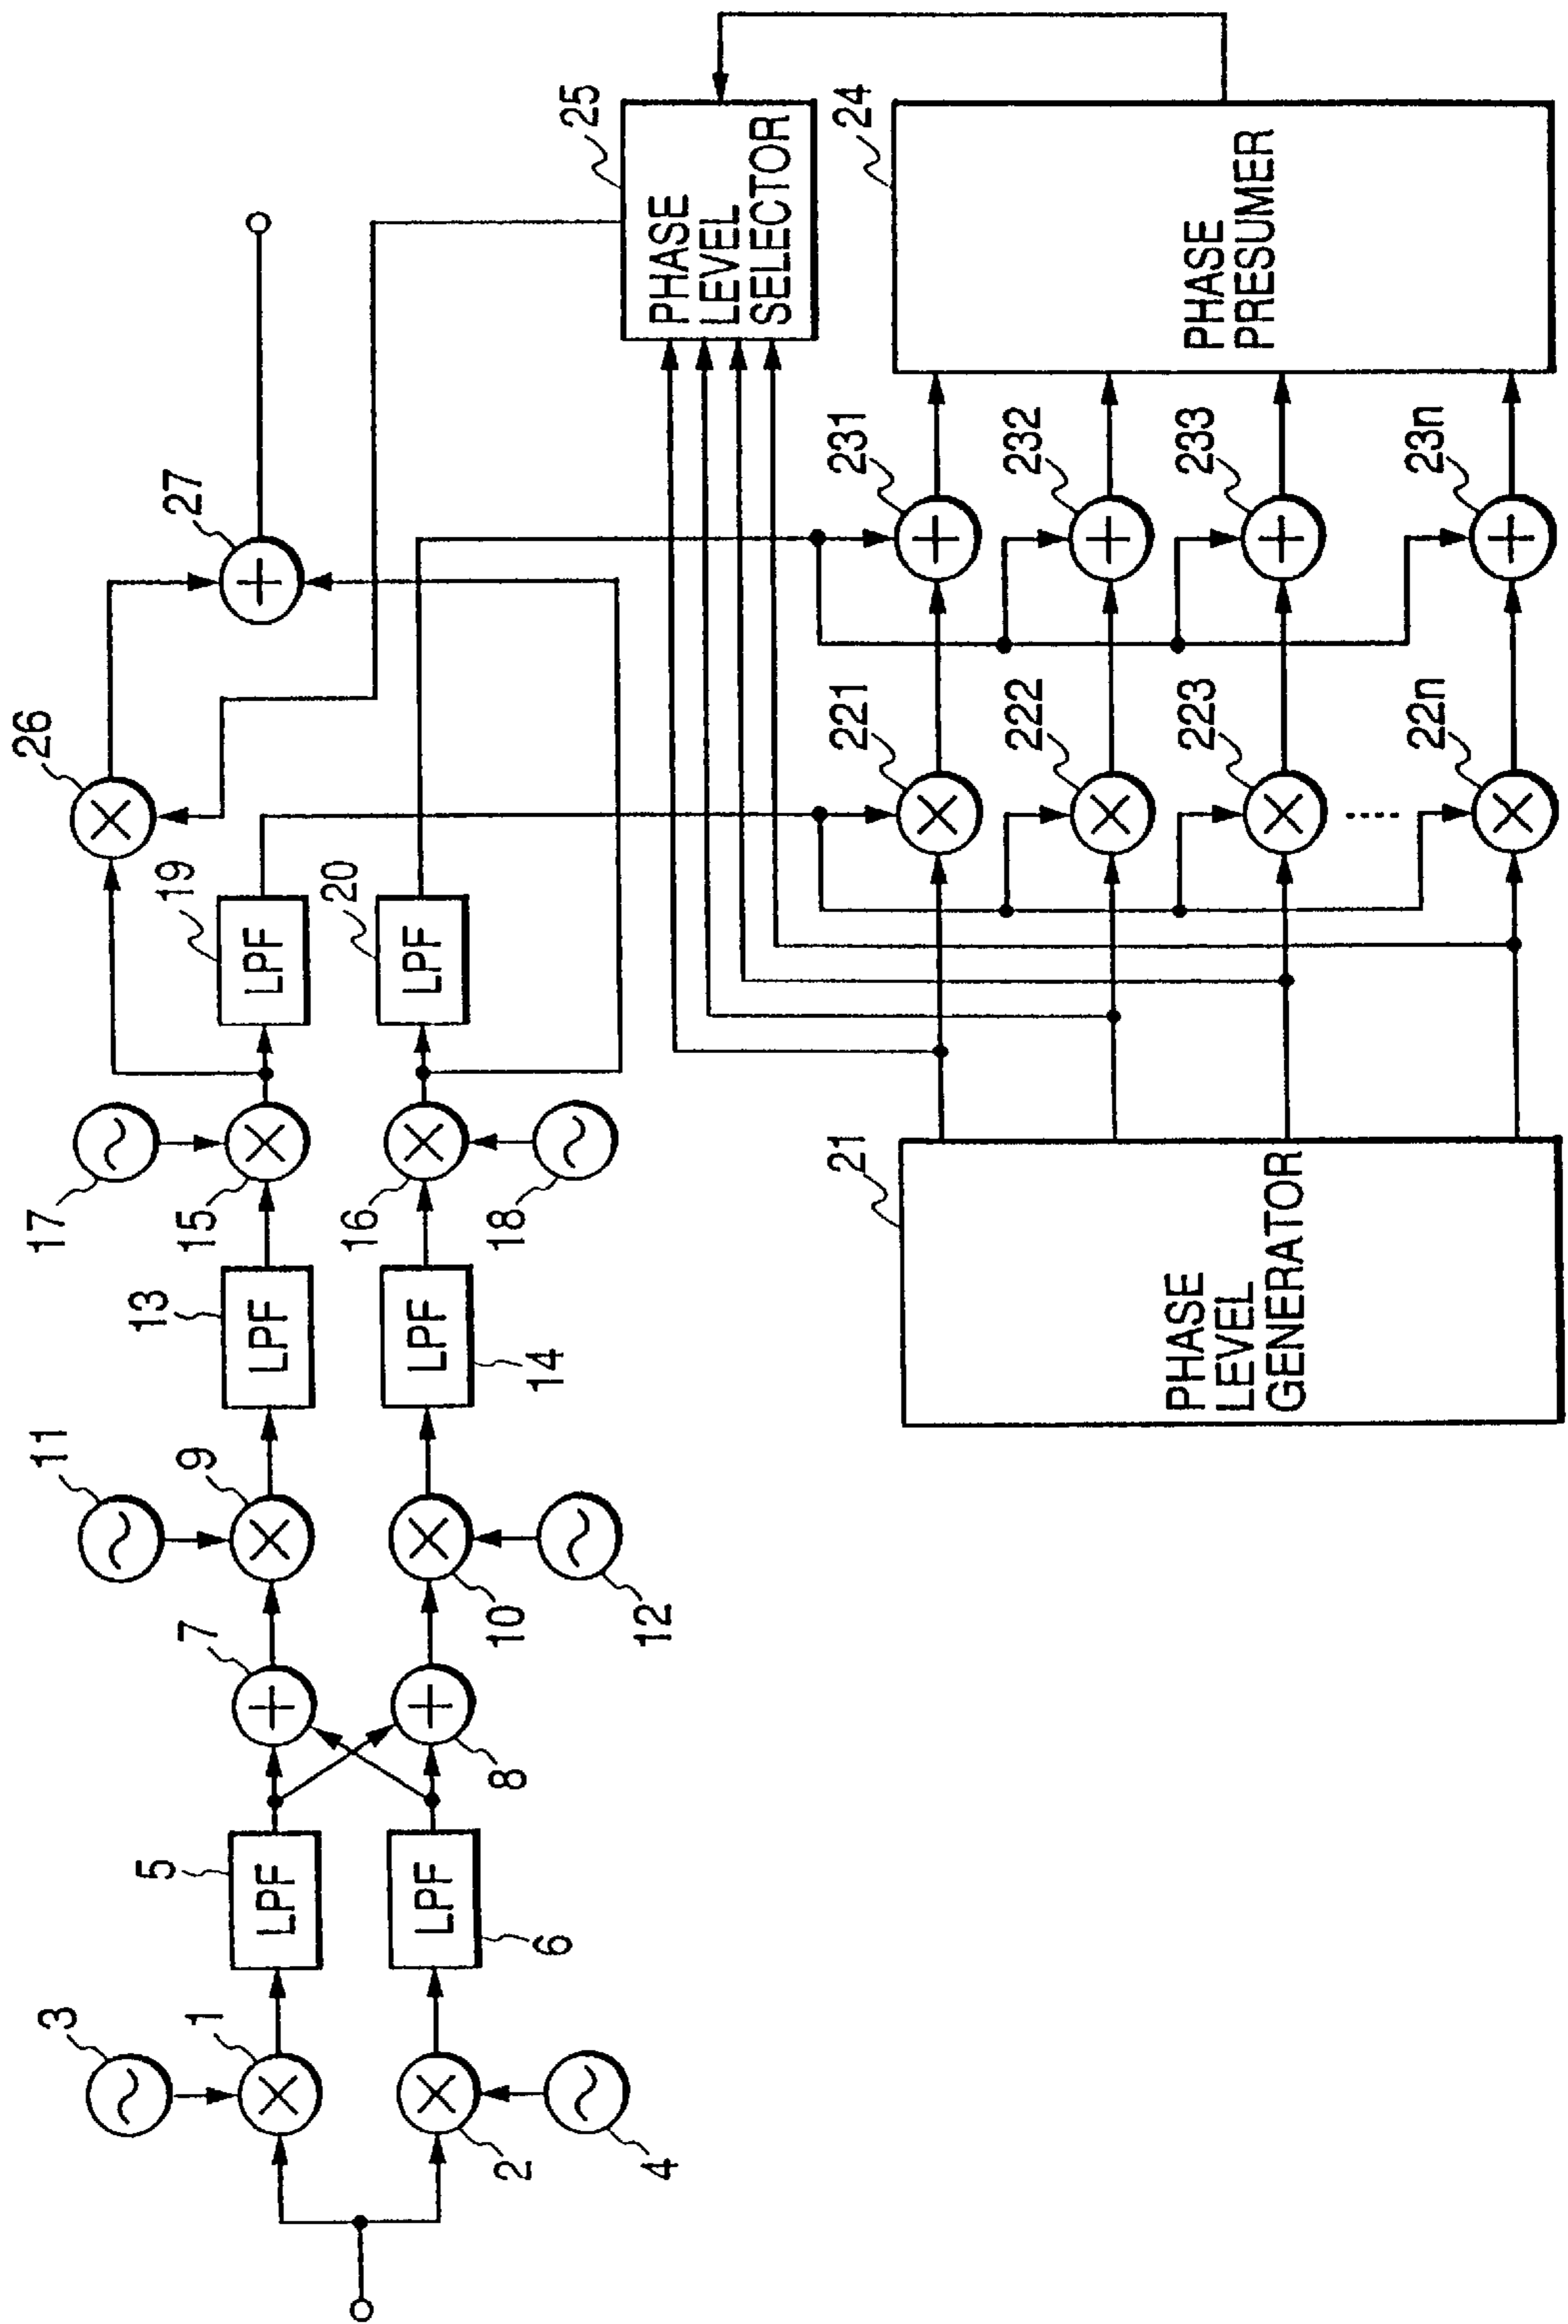 3
1
5
LPF
7
11
9
13
LPF
17
15
19
LPF
26
27
2
4
6
LPF
8
10
12
14
LPF
16
18
20
LPF
25
PHASE
LEVEL
SELECTOR
21
PHASE
LEVEL
GENERATOR
221
222
223
.....
22n
231
232
233
23n
24
PHASE
PRESUMER